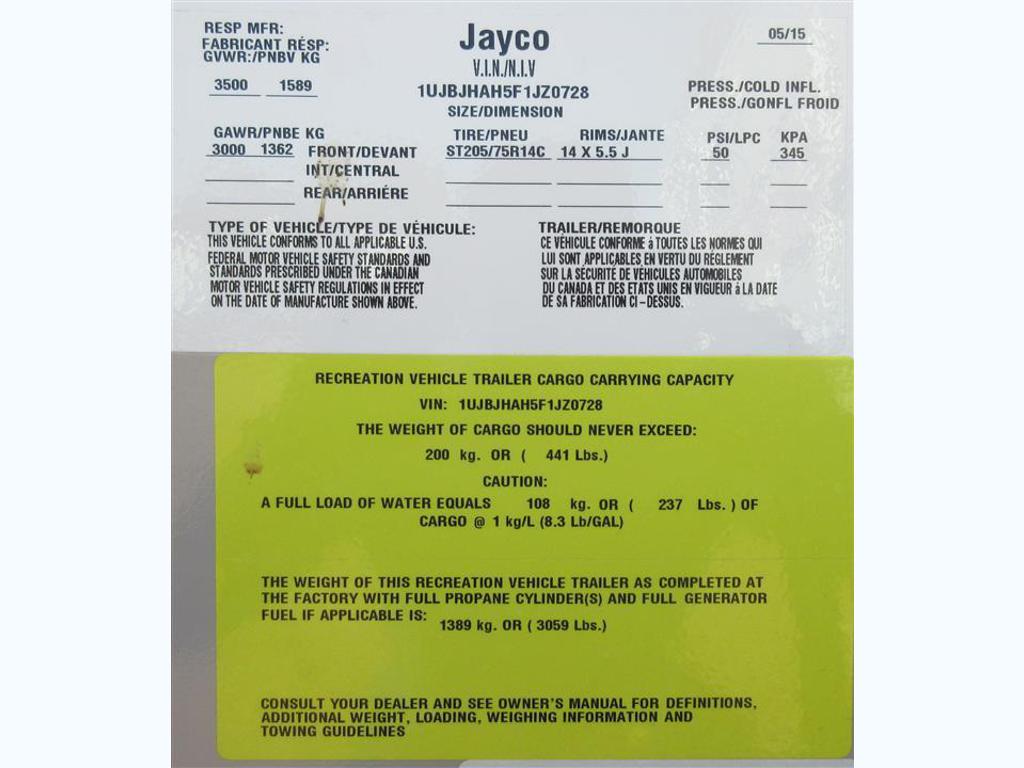 RESP MFR:
FABRICANT RÉSP:
GVWR:/PNBV KG
3500 1589
Jayco
V.I.N./N.I.V
1UJBJHAH5F1JZ0728
SIZE/DIMENSION
05/15
PRESS./COLD INFL.
PRESS./GONFL FROID
GAWR/PNBE KG TIRE/PNEU RIMS/JANTE PSI/LPC KPA
3000 1362 FRONT/DEVANT ST205/75R14C 14 X 5.5 J 50 345
INT/CENTRAL
REAR/ARRIÉRE
TYPE OF VEHICLE/TYPE DE VÉHICULE:
THIS VEHICLE CONFORMS TO ALL APPLICABLE U.S.
FEDERAL MOTOR VEHICLE SAFETY STANDARDS AND
STANDARDS PRESCRIBED UNDER THE CANADIAN
MOTOR VEHICLE SAFETY REGULATIONS IN EFFECT
ON THE DATE OF MANUFACTURE SHOWN ABOVE.
TRAILER/REMORQUE
CE VÉHICULE CONFORME à TOUTES LES NORMES QUI
LUI SONT APPLICABLES EN VERTU DU RÉGLEMENT
SUR LA SÉCURITÉ DE VÉHICULES AUTOMOBILES
DU CANADA ET DES ETATS UNIS EN VIGUEUR à LA DATE
DE SA FABRICATION CI-DESSUS.
RECREATION VEHICLE TRAILER CARGO CARRYING CAPACITY
VIN: 1UJBJHAH5F1JZ0728
THE WEIGHT OF CARGO SHOULD NEVER EXCEED:
200 kg. OR ( 441 Lbs.)
CAUTION:
A FULL LOAD OF WATER EQUALS 108 kg. OR ( 237 Lbs. ) OF
CARGO @ 1 kg/L (8.3 Lb/GAL)
THE WEIGHT OF THIS RECREATION VEHICLE TRAILER AS COMPLETED AT
THE FACTORY WITH FULL PROPANE CYLINDER(S) AND FULL GENERATOR
FUEL IF APPLICABLE IS:
1389 kg. OR ( 3059 Lbs.)
CONSULT YOUR DEALER AND SEE OWNER'S MANUAL FOR DEFINITIONS,
ADDITIONAL WEIGHT, LOADING, WEIGHING INFORMATION AND
TOWING GUIDELINES